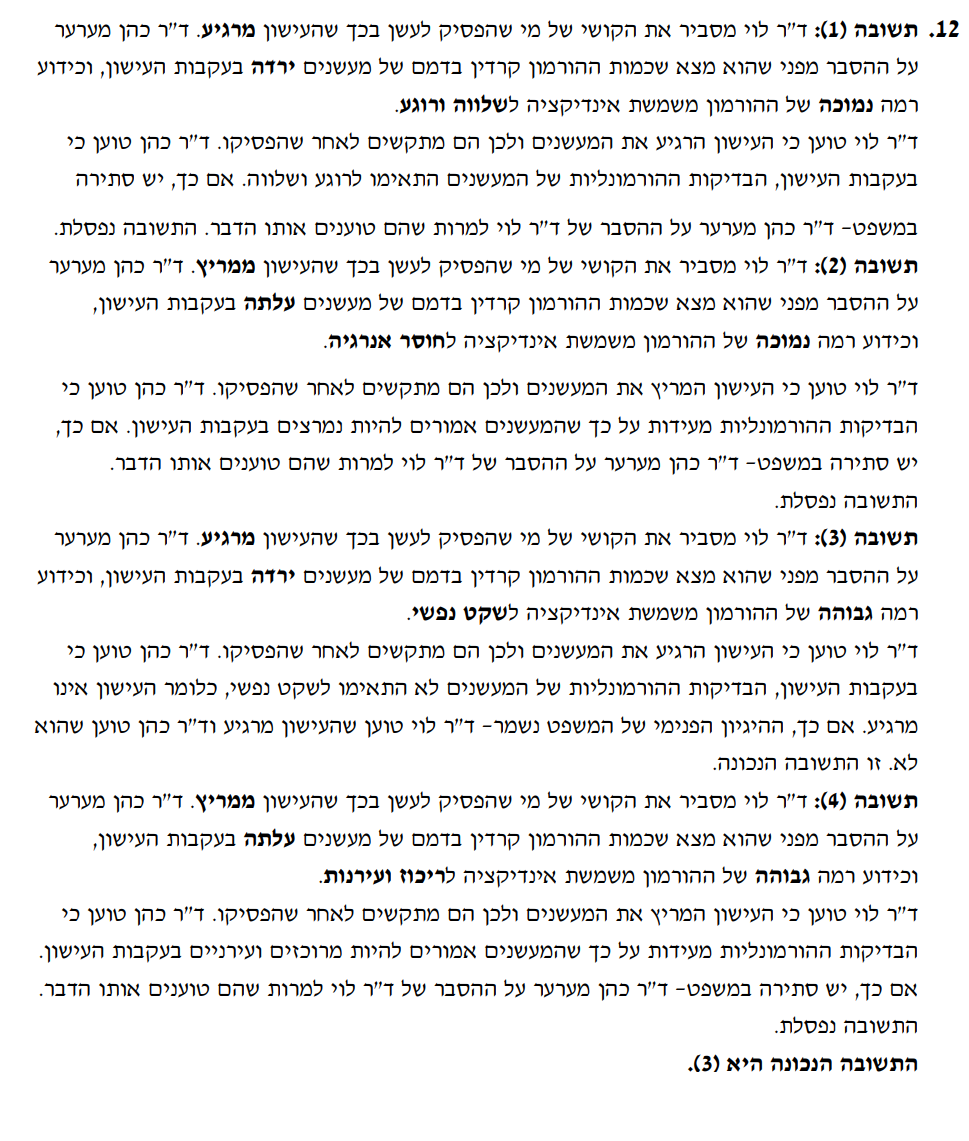 12. תשובה (1): ד"ר לוי מסביר את הקושי של מי שהפסיק לעשן בכך שהעישון מרגיע. ד"ר כהן מערער
על ההסבר מפני שהוא מצא שכמות ההורמון קרדין בדמם של מעשנים ירדה בעקבות העישון, וכידוע
רמה נמוכה של ההורמון משמשת אינדיקציה לשלווה ורוגע.
ד"ר לוי טוען כי העישון הרגיע את המעשנים ולכן הם מתקשים לאחר שהפסיקו. ד"ר כהן טוען כי
בעקבות העישון, הבדיקות ההורמונליות של המעשנים התאימו לרוגע ושלווה. אם כך, יש סתירה
במשפט- ד"ר כהן מערער על ההסבר של ד"ר לוי למרות שהם טוענים אותו הדבר. התשובה נפסלת.
תשובה (2): ד"ר לוי מסביר את הקושי של מי שהפסיק לעשן בכך שהעישון ממריץ. ד"ר כהן מערער
על ההסבר מפני שהוא מצא שכמות ההורמון קרדין בדמם של מעשנים עלתה בעקבות העישון,
וכידוע רמה נמוכה של ההורמון משמשת אינדיקציה לחוסר אנרגיה.
ד"ר לוי טוען כי העישון המריץ את המעשנים ולכן הם מתקשים לאחר שהפסיקו. ד"ר כהן טוען כי
הבדיקות ההורמונליות מעידות על כך שהמעשנים אמורים להיות נמרצים בעקבות העישון. אם כך,
יש סתירה במשפט- ד"ר כהן מערער על ההסבר של ד"ר לוי למרות שהם טוענים אותו הדבר.
התשובה נפסלת.
תשובה (3): ד"ר לוי מסביר את הקושי של מי שהפסיק לעשן בכך שהעישון מרגיע. ד"ר כהן מערער
על ההסבר מפני שהוא מצא שכמות ההורמון קרדין בדמם של מעשנים ירדה בעקבות העישון, וכידוע
רמה גבוהה של ההורמון משמשת אינדיקציה לשקט נפשי.
ד"ר לוי טוען כי העישון הרגיע את המעשנים ולכן הם מתקשים לאחר שהפסיקו. ד"ר כהן טוען כי
בעקבות העישון, הבדיקות ההורמונליות של המעשנים לא התאימו לשקט נפשי, כלומר העישון אינו
מרגיע. אם כך, ההיגיון הפנימי של המשפט נשמר- ד"ר לוי טוען שהעישון מרגיע וד"ר כהן טוען שהוא
לא. זו התשובה הנכונה.
תשובה (4): ד"ר לוי מסביר את הקושי של מי שהפסיק לעשן בכך שהעישון ממריץ. ד"ר כהן מערער
על ההסבר מפני שהוא מצא שכמות ההורמון קרדין בדמם של מעשנים עלתה בעקבות העישון,
וכידוע רמה גבוהה של ההורמון משמשת אינדיקציה לריכוז ועירנות.
ד"ר לוי טוען כי העישון המריץ את המעשנים ולכן הם מתקשים לאחר שהפסיקו. ד"ר כהן טוען כי
הבדיקות ההורמונליות מעידות על כך שהמעשנים אמורים להיות מרוכזים ועירניים בעקבות העישון.
אם כך, יש סתירה במשפט- ד"ר כהן מערער על ההסבר של ד"ר לוי למרות שהם טוענים אותו הדבר.
התשובה נפסלת.
התשובה הנכונה היא (3).